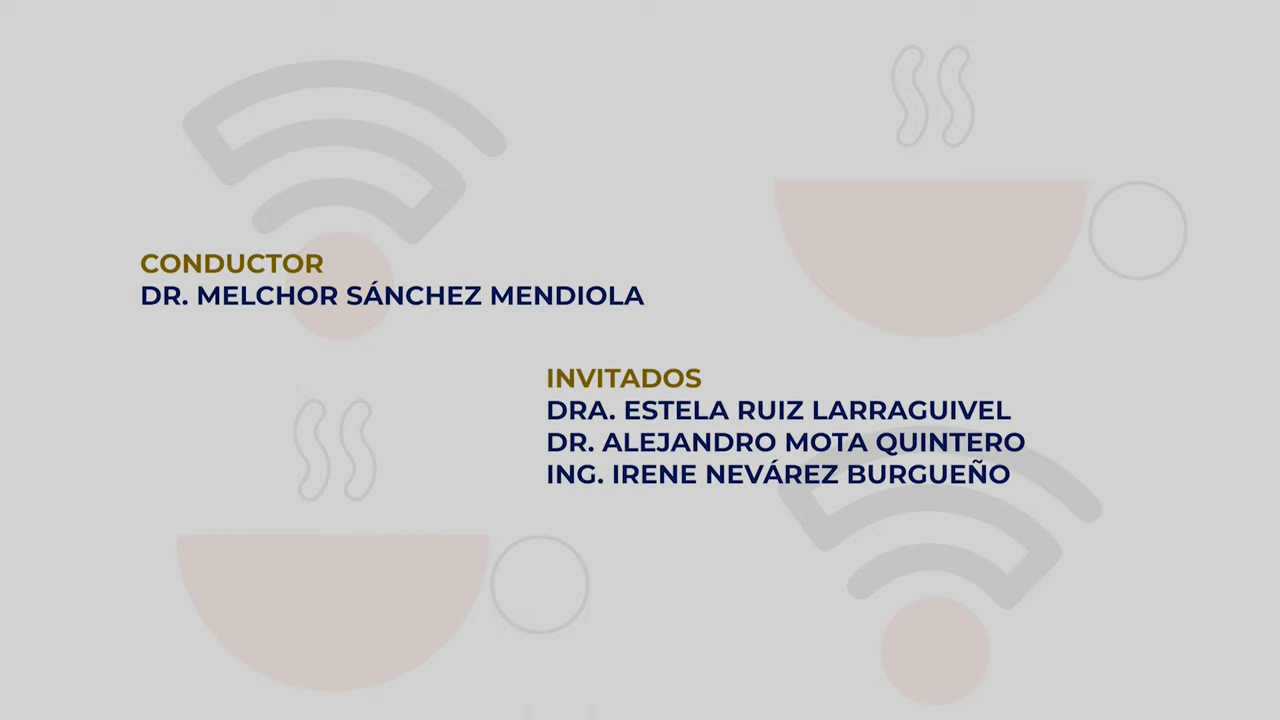 CONDUCTOR
DR. MELCHOR SÁNCHEZ MENDIOLA
INVITADOS
DRA. ESTELA RUIZ LARRAGUIVEL
DR. ALEJANDRO MOTA QUINTERO
ING. IRENE NEVÁREZ BURGUEÑO